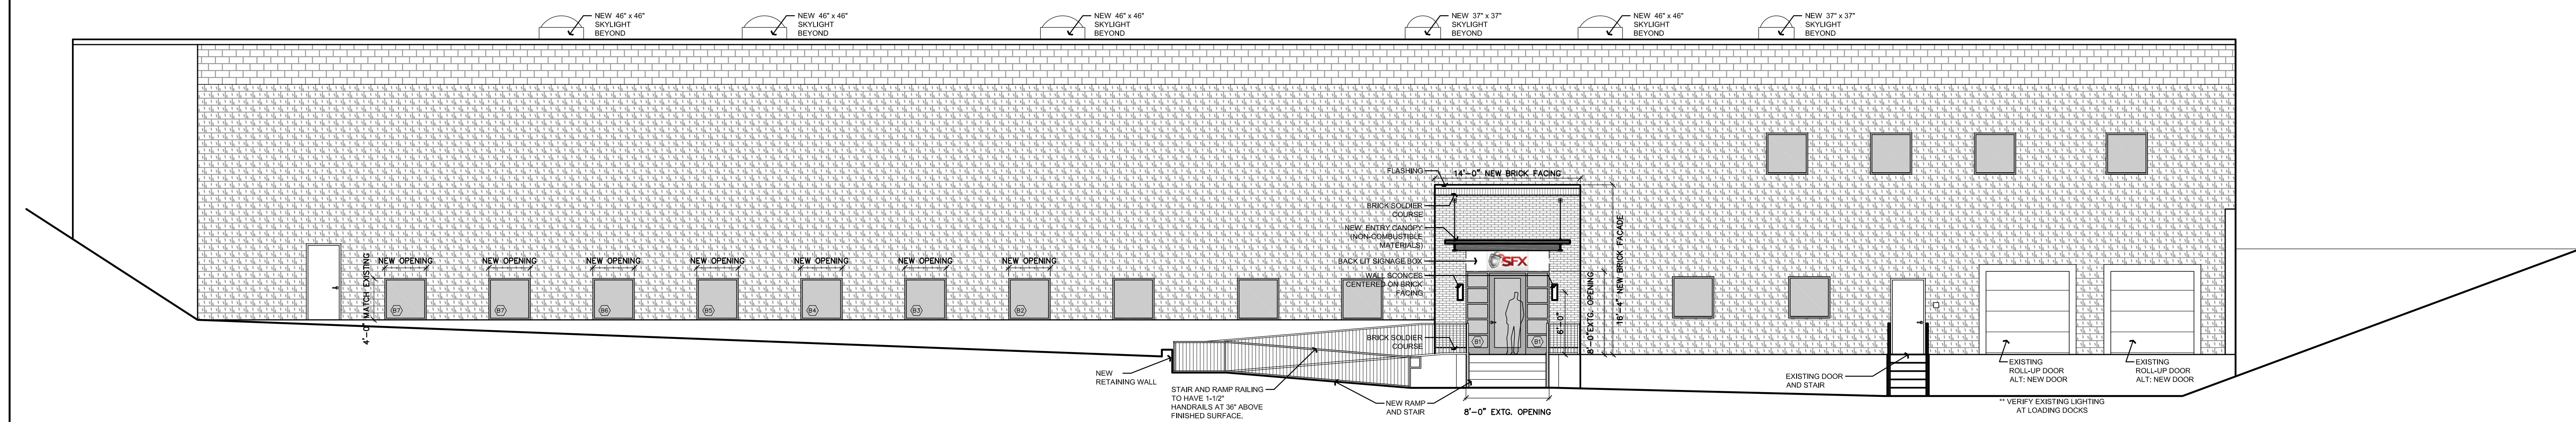 NEW 46" x 46"
SKYLIGHT
BEYOND
NEW 46" x 46"
SKYLIGHT
BEYOND
NEW 46" x 46"
SKYLIGHT
BEYOND
NEW 37" x 37"
SKYLIGHT
BEYOND
NEW 46" x 46"
SKYLIGHT
BEYOND
NEW 37" x 37"
SKYLIGHT
BEYOND
FLASHING
14'-0" NEW BRICK FACING
BRICK SOLDIER
COURSE
NEW ENTRY CANOPY
(NON-COMBUSTIBLE
MATERIALS)
BACK LIT SIGNAGE BOX
SFX
WALL SCONCES
CENTERED ON BRICK
FACING
4'-0" MATCH EXISTING
NEW OPENING
NEW OPENING
NEW OPENING
NEW OPENING
NEW OPENING
NEW OPENING
NEW OPENING
B7
B7
B6
B5
B4
B3
B2
BRICK SOLDIER
COURSE
B1
B1
6'-0"
8'-0" EXTG. OPENING
16'-4" NEW BRICK FACADE
NEW
RETAINING WALL
STAIR AND RAMP RAILING
TO HAVE 1-1/2"
HANDRAILS AT 36" ABOVE
FINISHED SURFACE.
NEW RAMP
AND STAIR
8'-0" EXTG. OPENING
EXISTING DOOR
AND STAIR
EXISTING
ROLL-UP DOOR
ALT; NEW DOOR
EXISTING
ROLL-UP DOOR
ALT; NEW DOOR
** VERIFY EXISTING LIGHTING
AT LOADING DOCKS